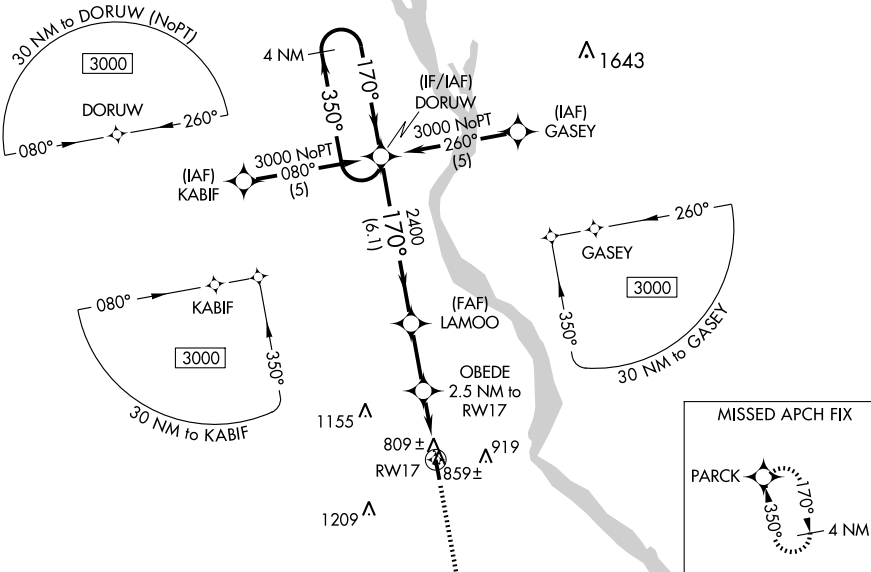 30 NM to DORUW (NoPT)
3000
DORUW
080°
260°
4 NM
170°
350°
(IF/IAF)
DORUW
1643
(IAF)
GASEY
3000 NoPT
260°
(5)
3000 NoPT
080°
(5)
(IAF)
KABIF
2400
170°
(6.1)
260°
GASEY
3000
350°
30 NM to GASEY
080°
KABIF
3000
350°
30 NM to KABIF
(FAF)
LAMOO
OBEDE
2.5 NM to
RW17
1155
809±
919
RW17
859±
1209
MISSED APCH FIX
PARCK
170°
350°
4 NM